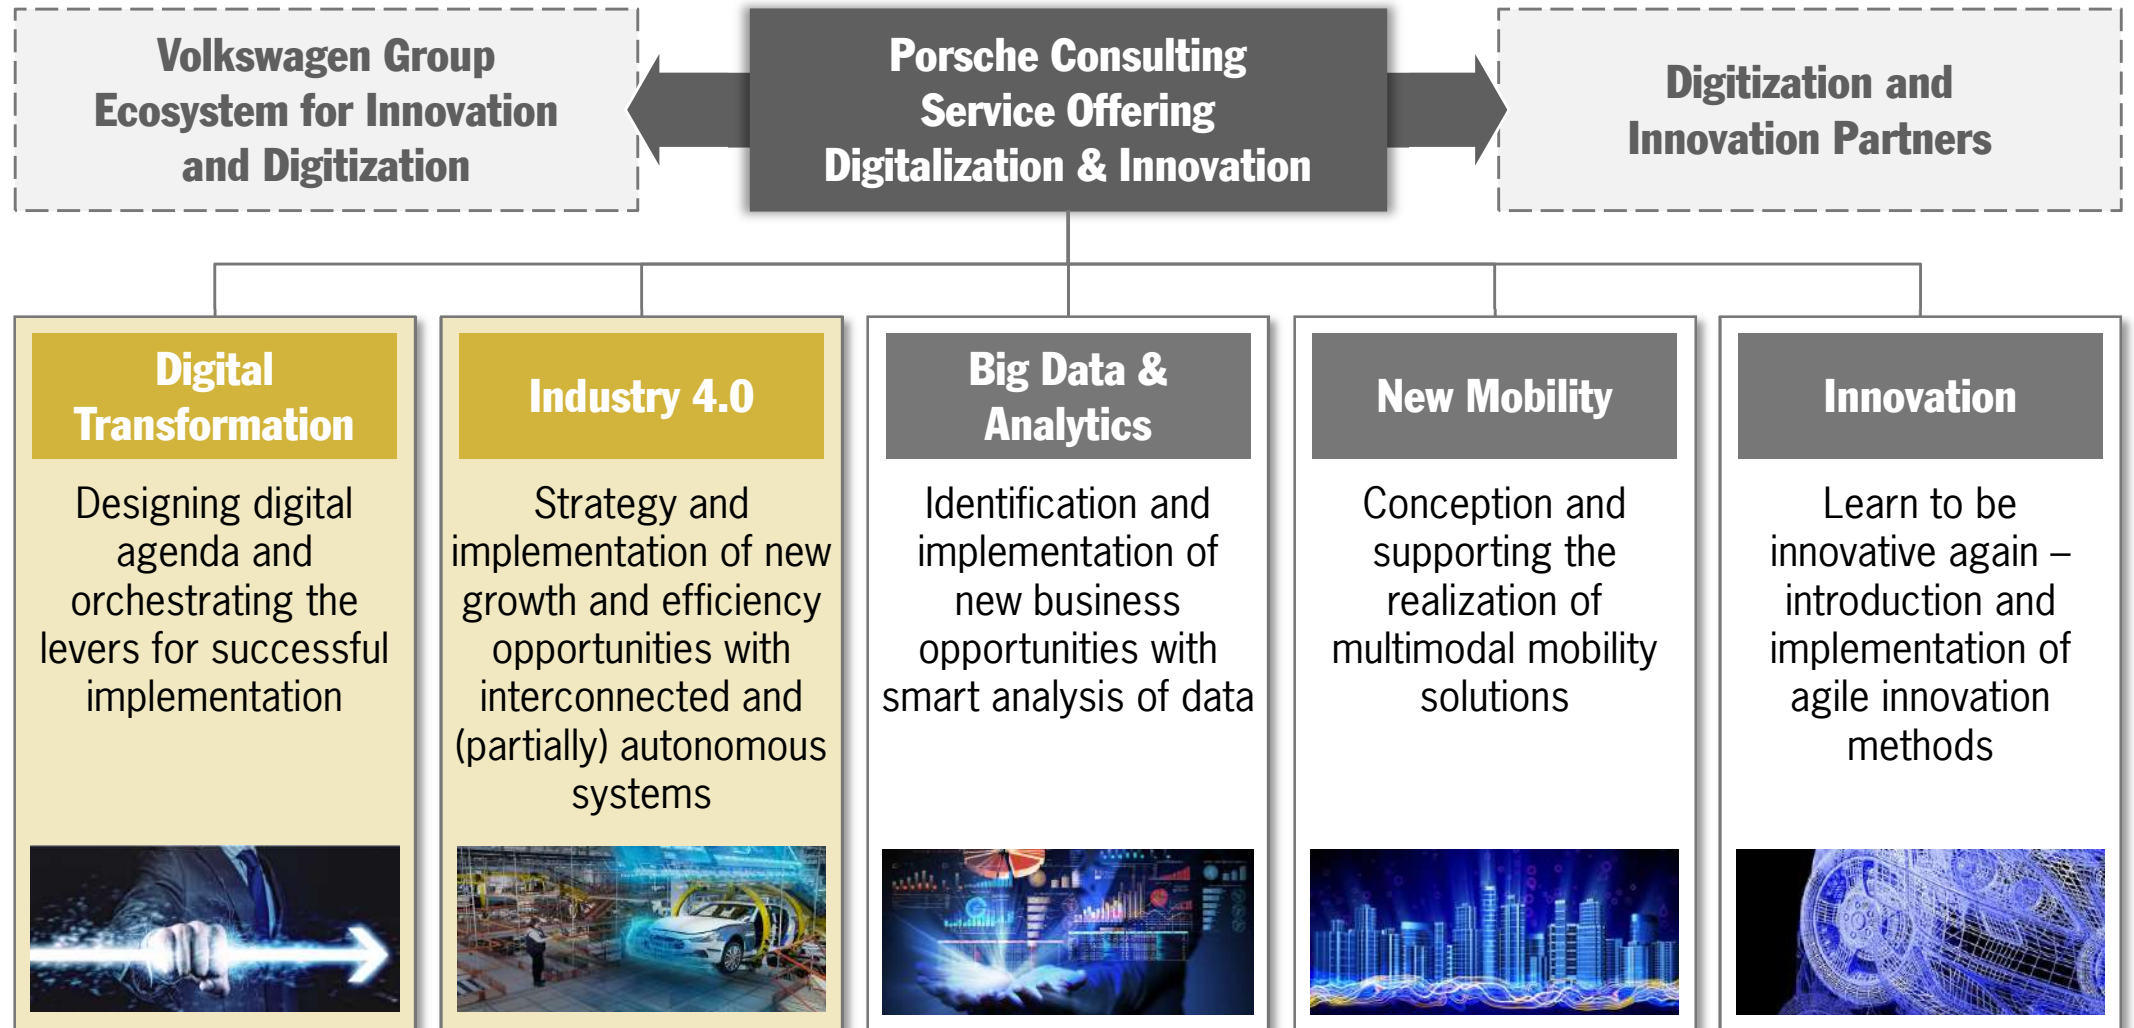 Volkswagen Group
Ecosystem for Innovation
and Digitization
Porsche Consulting
Service Offering
Digitalization & Innovation
Digitization and
Innovation Partners
Digital
Transformation
Designing digital
agenda and
orchestrating the
levers for successful
implementation
Industry 4.0
Strategy and
implementation of new
growth and efficiency
opportunities with
interconnected and
(partially) autonomous
systems
Big Data &
Analytics
Identification and
implementation of
new business
opportunities with
smart analysis of data
New Mobility
Conception and
supporting the
realization of
multimodal mobility
solutions
Innovation
Learn to be
innovative again –
introduction and
implementation of
agile innovation
methods